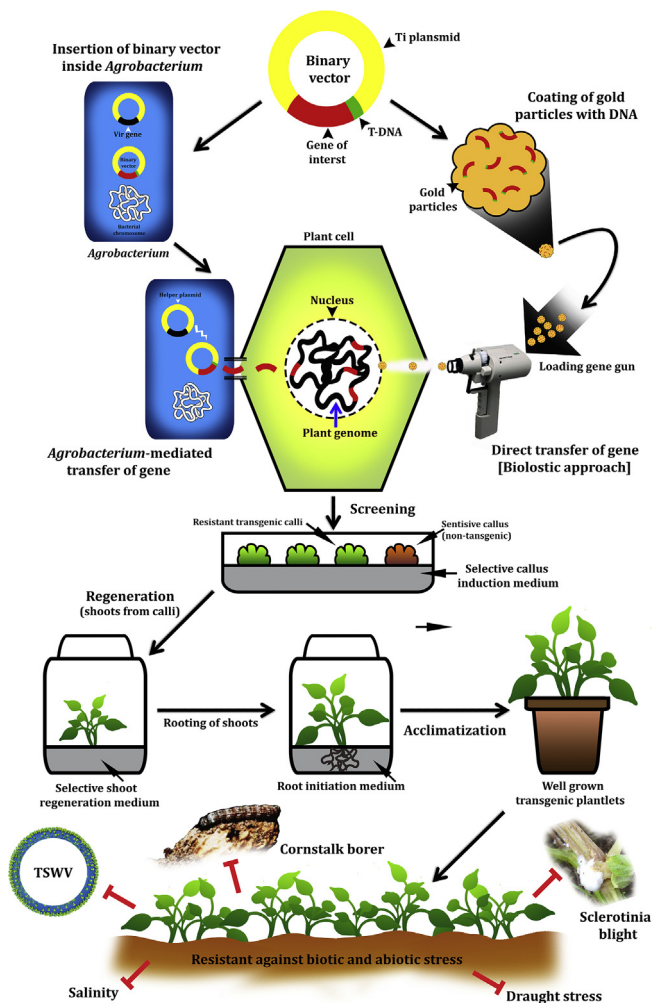 Insertion of binary vector
inside Agrobacterium
Ti plansmid
Binary
vector
T-DNA
Gene of
interst
Coating of gold
particles with DNA
Gold
particles
Vir gene
Binary
vector
Bacterial
chromosome
Agrobacterium
Plant cell
Helper plasmid
Nucleus
Plant genome
Loading gene gun
Agrobacterium-mediated
transfer of gene
Direct transfer of gene
[Biolostic approach]
Screening
Resistant transgenic calli
Sentisive callus
(non-tansgenic)
Selective callus
induction medium
Regeneration
(shoots from calli)
Rooting of shoots
Acclimatization
Selective shoot
regeneration medium
Root initiation medium
Well grown
transgenic plantlets
TSWV
Cornstalk borer
Sclerotinia
blight
Resistant against biotic and abiotic stress
Salinity
Draught stress